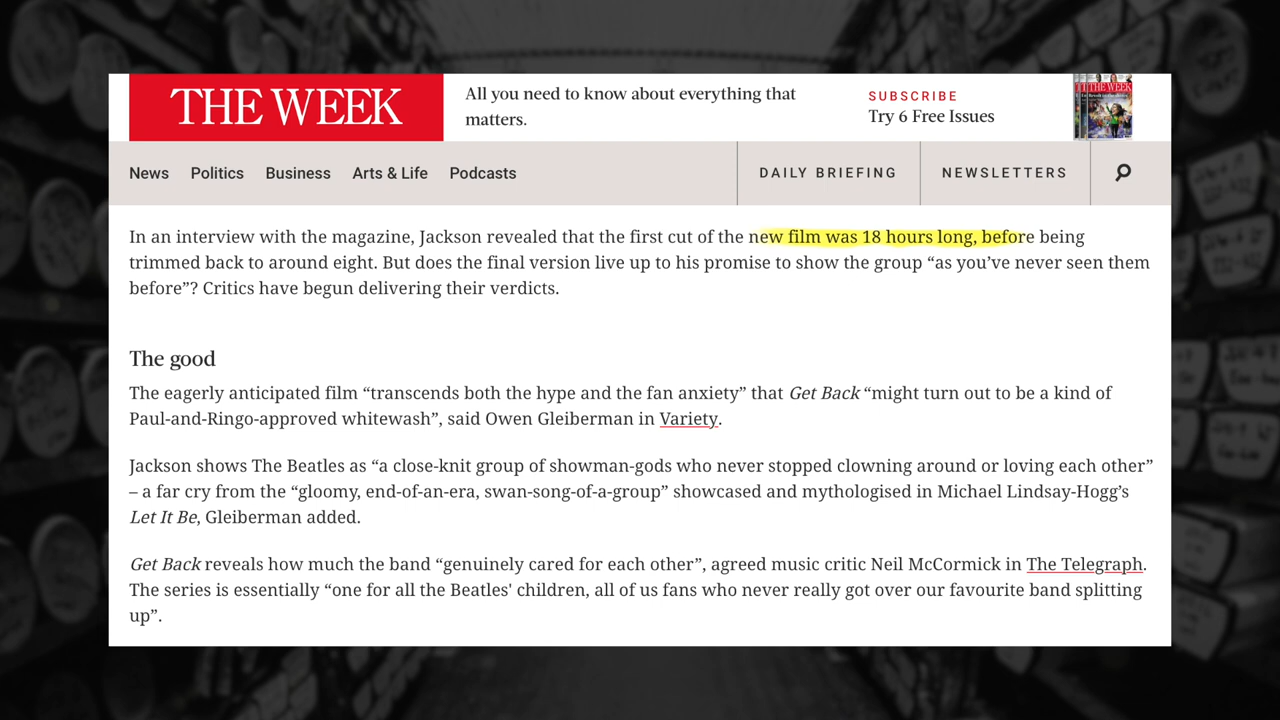 THE WEEK
All you need to know about everything that
matters.
SUBSCRIBE
Try 6 Free Issues
THE WEEK
News Politics Business Arts & Life Podcasts DAILY BRIEFING NEWSLETTERS
In an interview with the magazine, Jackson revealed that the first cut of the new film was 18 hours long, before being
trimmed back to around eight. But does the final version live up to his promise to show the group “as you’ve never seen them
before”? Critics have begun delivering their verdicts.
The good
The eagerly anticipated film “transcends both the hype and the fan anxiety” that Get Back “might turn out to be a kind of
Paul-and-Ringo-approved whitewash”, said Owen Gleiberman in Variety.
Jackson shows The Beatles as “a close-knit group of showman-gods who never stopped clowning around or loving each other”
– a far cry from the “gloomy, end-of-an-era, swan-song-of-a-group” showcased and mythologised in Michael Lindsay-Hogg’s
Let It Be, Gleiberman added.
Get Back reveals how much the band “genuinely cared for each other”, agreed music critic Neil McCormick in The Telegraph.
The series is essentially “one for all the Beatles' children, all of us fans who never really got over our favourite band splitting
up”.